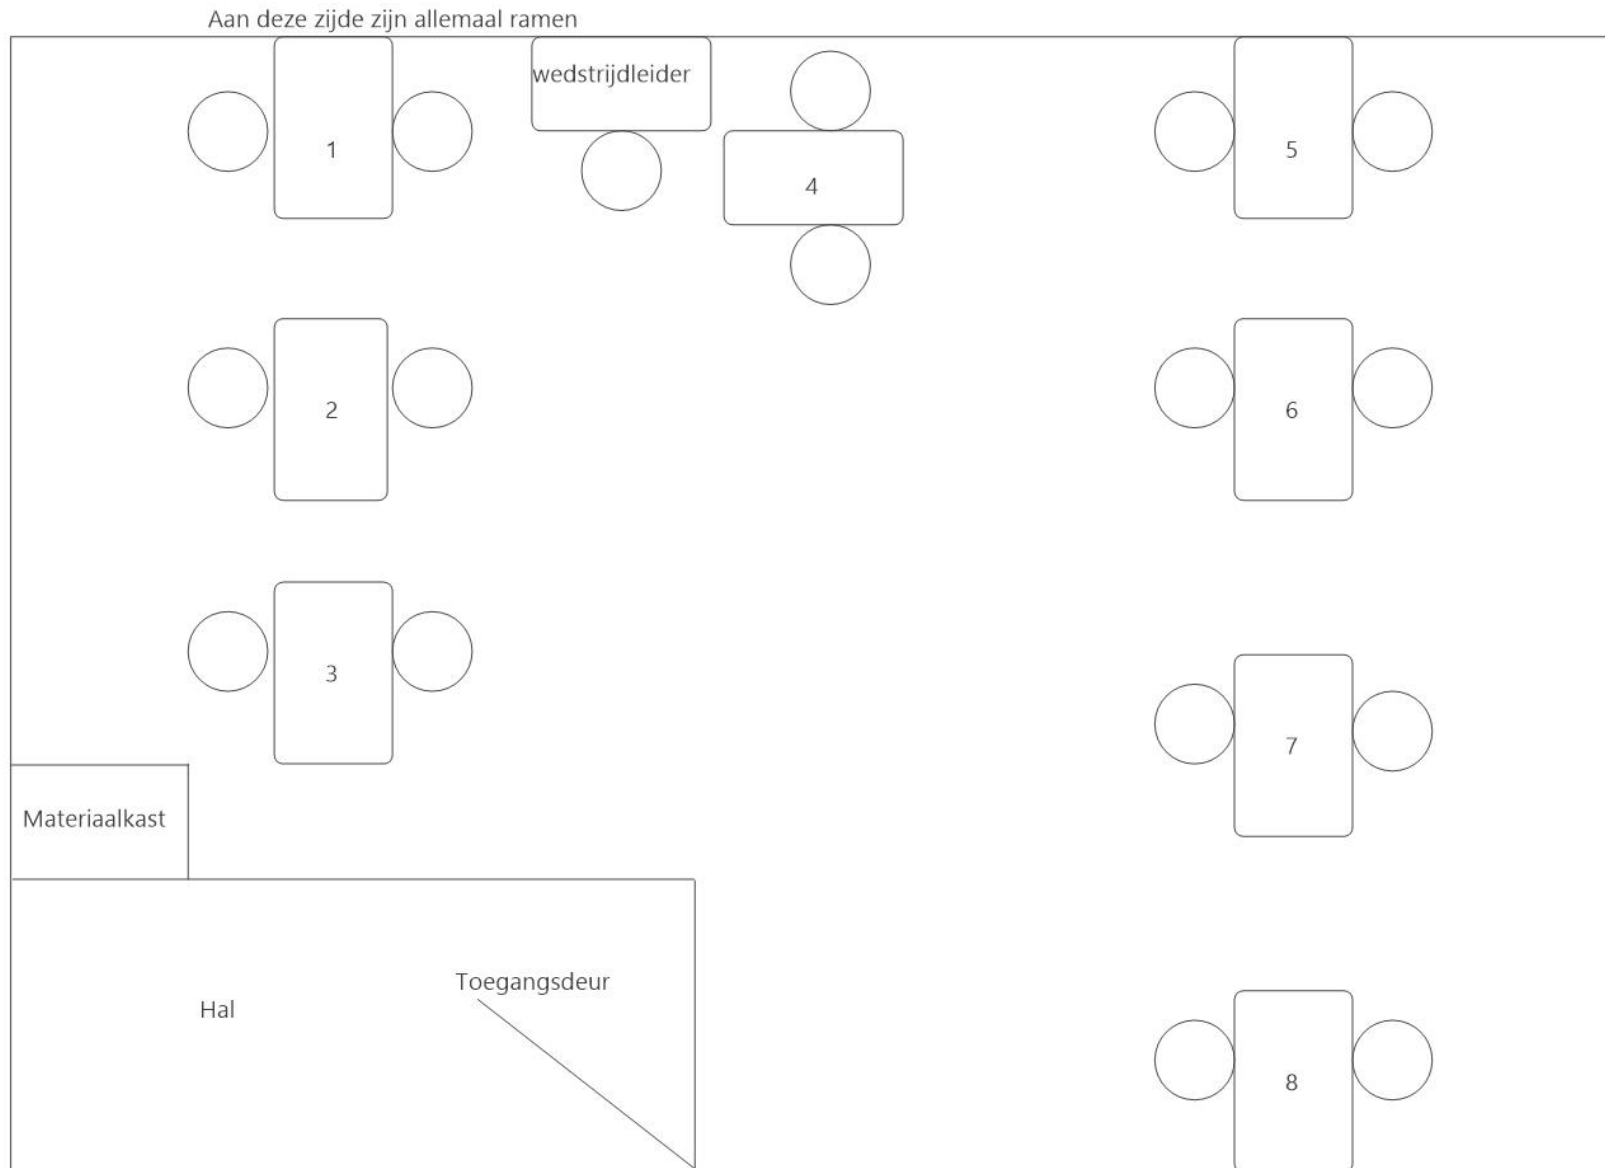 Aan deze zijde zijn allemaal ramen
wedstrijdleider
1
4
5
2
6
3
7
Materiaalkast
Toegangsdeur
Hal
8